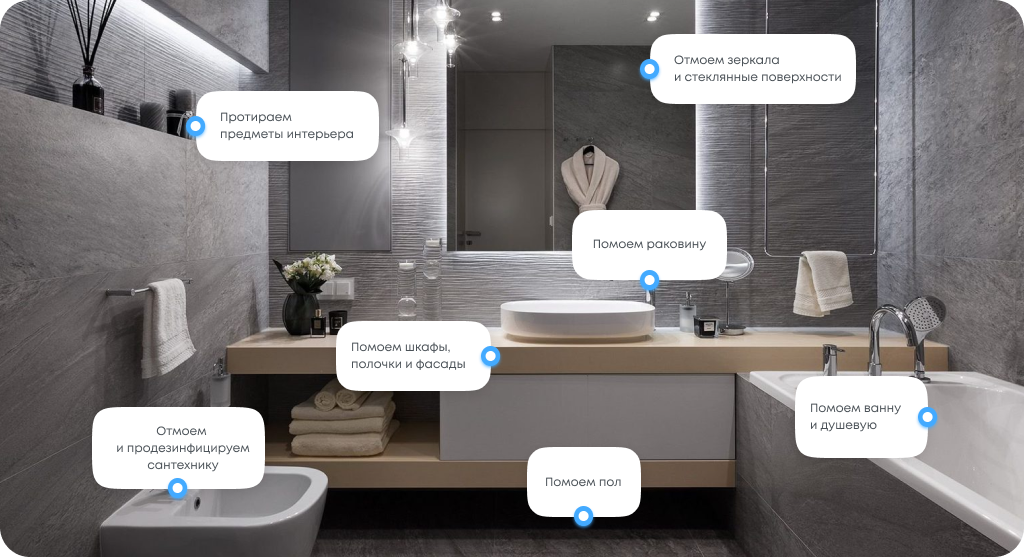 Отмоем зеркала
и стеклянные поверхности
Протираем
предметы интерьера
Помоем раковину
Помоем шкафы,
полочки и фасады
Помоем ванну
и душевую
Отмоем
и продезинфицируем
сантехнику
Помоем пол